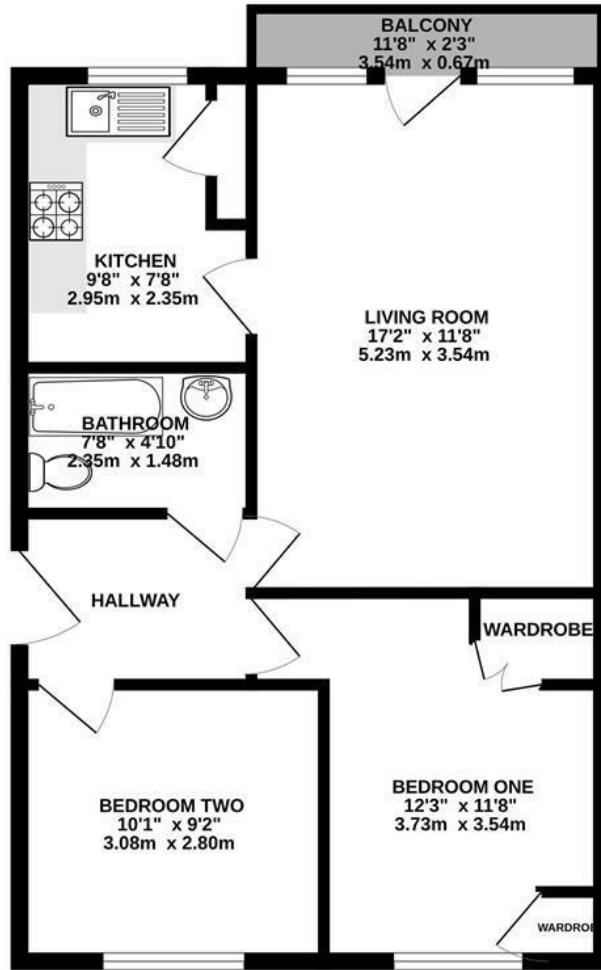 BALCONY
11'8" x 2'3"
3.54m x 0.67m
KITCHEN
9'8" x 7'8"
2.95m x 2.35m
LIVING ROOM
17'2" x 11'8"
5.23m x 3.54m
BATHROOM
7'8" x 4'10"
2.35m x 1.48m
HALLWAY
WARDROBE
BEDROOM TWO
10'1" x 9'2"
3.08m x 2.80m
BEDROOM ONE
12'3" x 11'8"
3.73m x 3.54m
WARDROBE